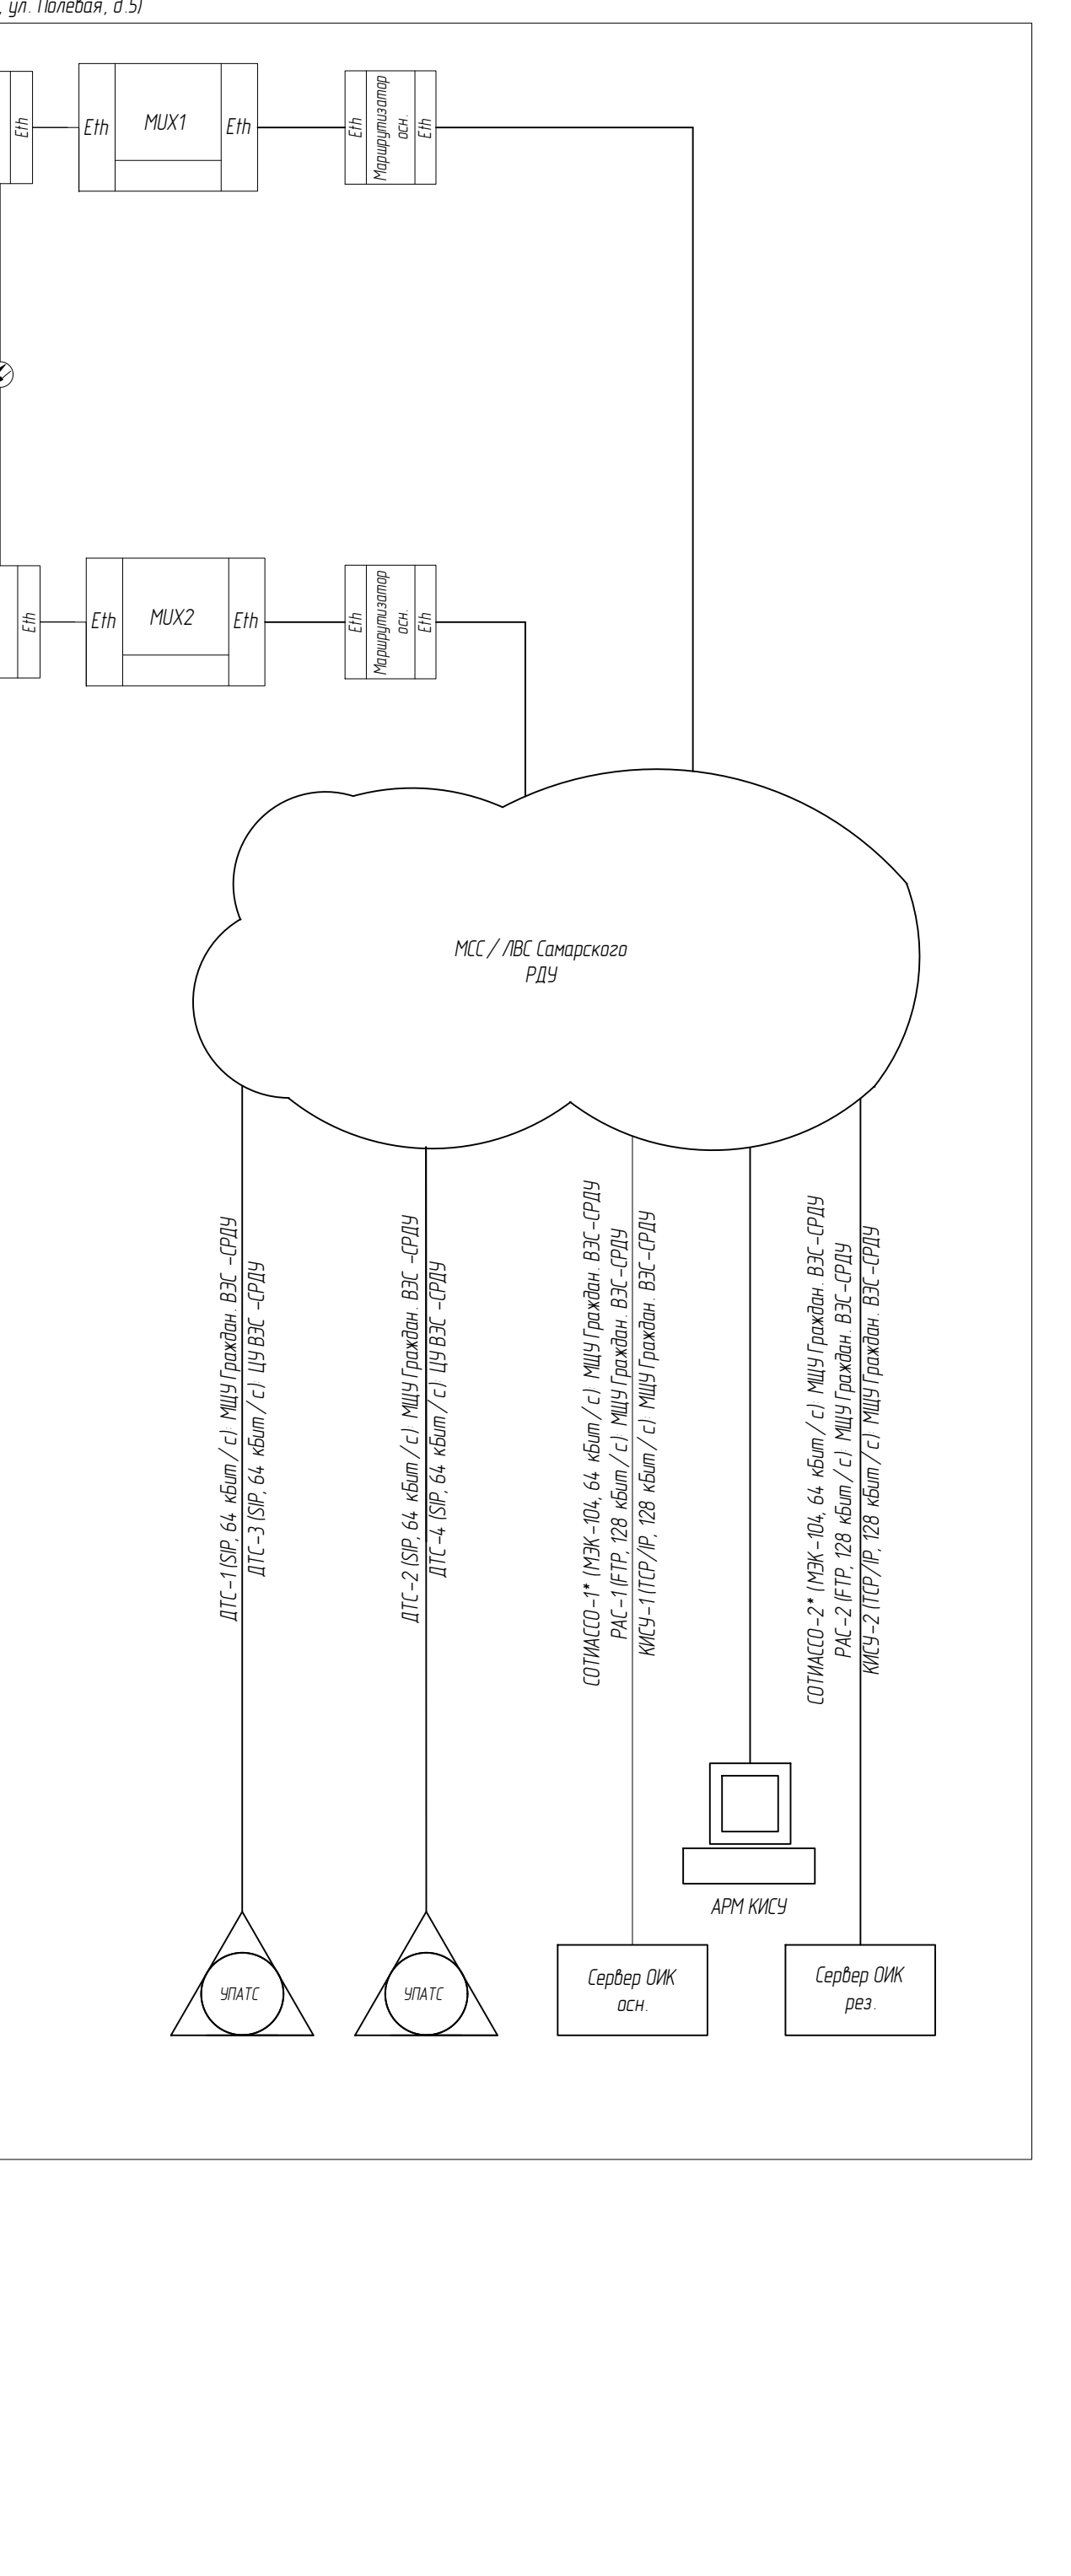 , ул. Полевая, д.5)
Eth
Eth
MUX1
Eth
Eth
Маршрутизатор
осн.
Eth
Eth
Eth
MUX2
Eth
Eth
Маршрутизатор
осн.
Eth
МСС / ЛВС Самарского
РДУ
ДТС-1 (SIP, 64 кБит/с): МЩУ Граждан. ВЭС -СРДУ
ДТС-3 (SIP, 64 кБит/с): ЦУ ВЭС -СРДУ
ДТС-2 (SIP, 64 кБит/с): МЩУ Граждан. ВЭС -СРДУ
ДТС-4 (SIP, 64 кБит/с): ЦУ ВЭС -СРДУ
СОТИАССО-1* (МЭК-104, 64 кБит/с): МЩУ Граждан. ВЭС-СРДУ
РАС-1 (FTP, 128 кБит/с): МЩУ Граждан. ВЭС-СРДУ
КИСУ-1 (TCP/IP, 128 кБит/с): МЩУ Граждан. ВЭС-СРДУ
СОТИАССО-2* (МЭК-104, 64 кБит/с): МЩУ Граждан. ВЭС-СРДУ
РАС-2 (FTP, 128 кБит/с): МЩУ Граждан. ВЭС-СРДУ
КИСУ-2 (TCP/IP, 128 кБит/с): МЩУ Граждан. ВЭС-СРДУ
АРМ КИСУ
УПАТС
УПАТС
Сервер ОИК
осн.
Сервер ОИК
рез.